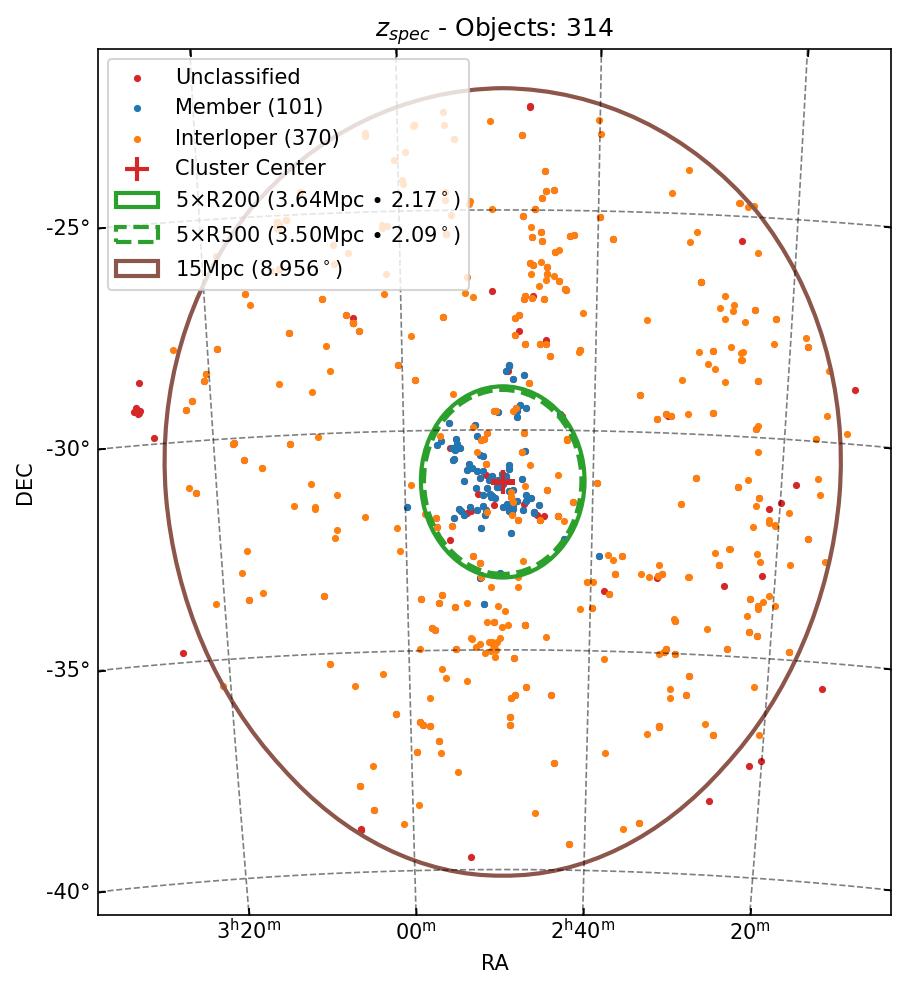 z_spec - Objects: 314
Unclassified
Member (101)
Interloper (370)
Cluster Center
5×R200 (3.64Mpc • 2.17°)
5×R500 (3.50Mpc • 2.09°)
15Mpc (8.956°)
-25°
-30°
-35°
-40°
DEC
3ʰ20ᵐ
00ᵐ
2ʰ40ᵐ
20ᵐ
RA